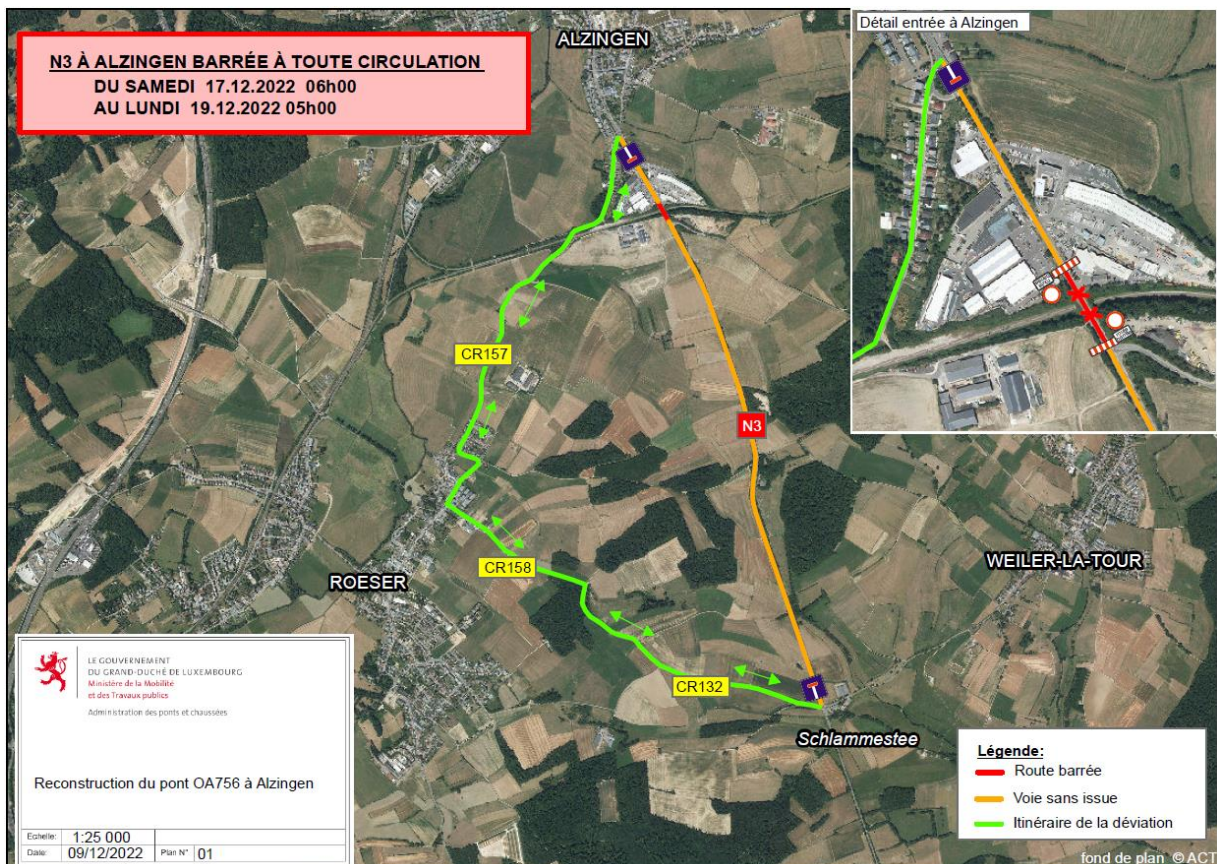 N3 À ALZINGEN BARRÉE À TOUTE CIRCULATION
DU SAMEDI 17.12.2022 06h00
AU LUNDI 19.12.2022 05h00
ALZINGEN
Détail entrée à Alzingen
CR157
N3
CR158
ROESER
WEILER-LA-TOUR
CR132
Schlammestee
LE GOUVERNEMENT
DU GRAND-DUCHÉ DE LUXEMBOURG
Ministère de la Mobilité
et des Travaux publics
Administration des ponts et chaussées
Reconstruction du pont OA756 à Alzingen
Echelle: 1:25 000
Date: 09/12/2022 Plan N° 01
Légende:
Route barrée
Voie sans issue
Itinéraire de la déviation
fond de plan ©ACT